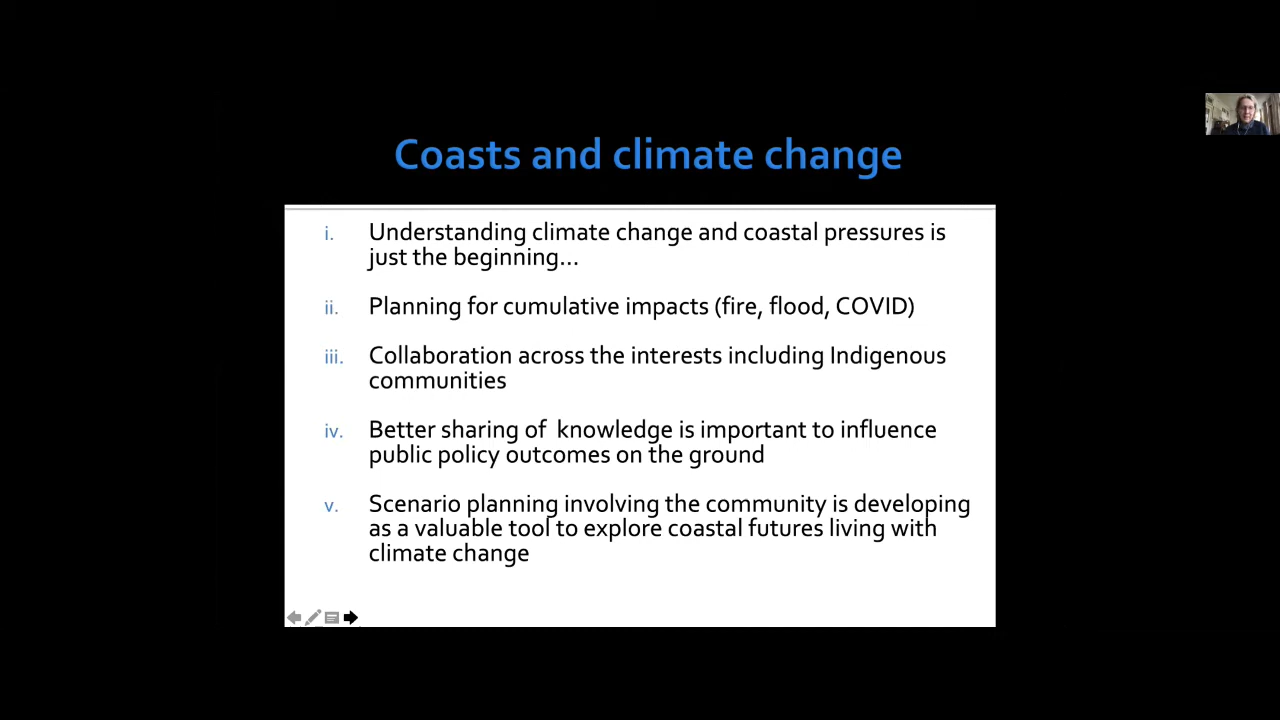 Coasts and climate change
i. Understanding climate change and coastal pressures is
just the beginning...
ii. Planning for cumulative impacts (fire, flood, COVID)
iii. Collaboration across the interests including Indigenous
communities
iv. Better sharing of  knowledge is important to influence
public policy outcomes on the ground
v. Scenario planning involving the community is developing
as a valuable tool to explore coastal futures living with
climate change